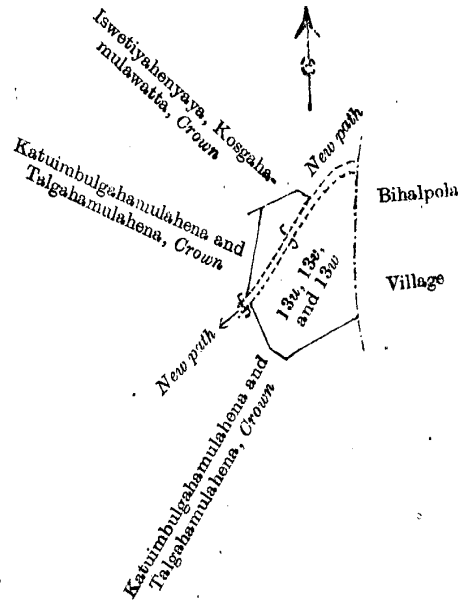 Iswetiyahenyaya, Kosgaha-
mulawatta, Crown
New path
Katuimbulgahamulahena and
Talgahamulahena, Crown
Bihalpola
13u, 13v,
and 13w
Village
New path
Katuimbulgahamulahena and
Talgahamulahena, Crown